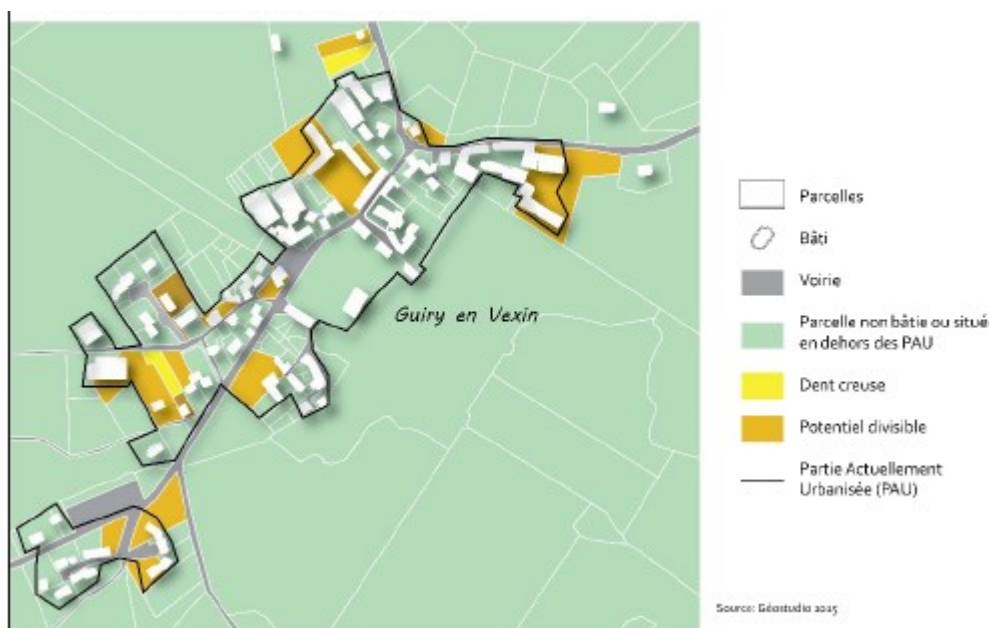 Guiry en Vexin
Parcelles
Bâti
Voirie
Parcelle non bâtie ou situé
en dehors des PAU
Dent creuse
Potentiel divisible
Partie Actuellement
Urbanisée (PAU)
Source: Géostudio 2015